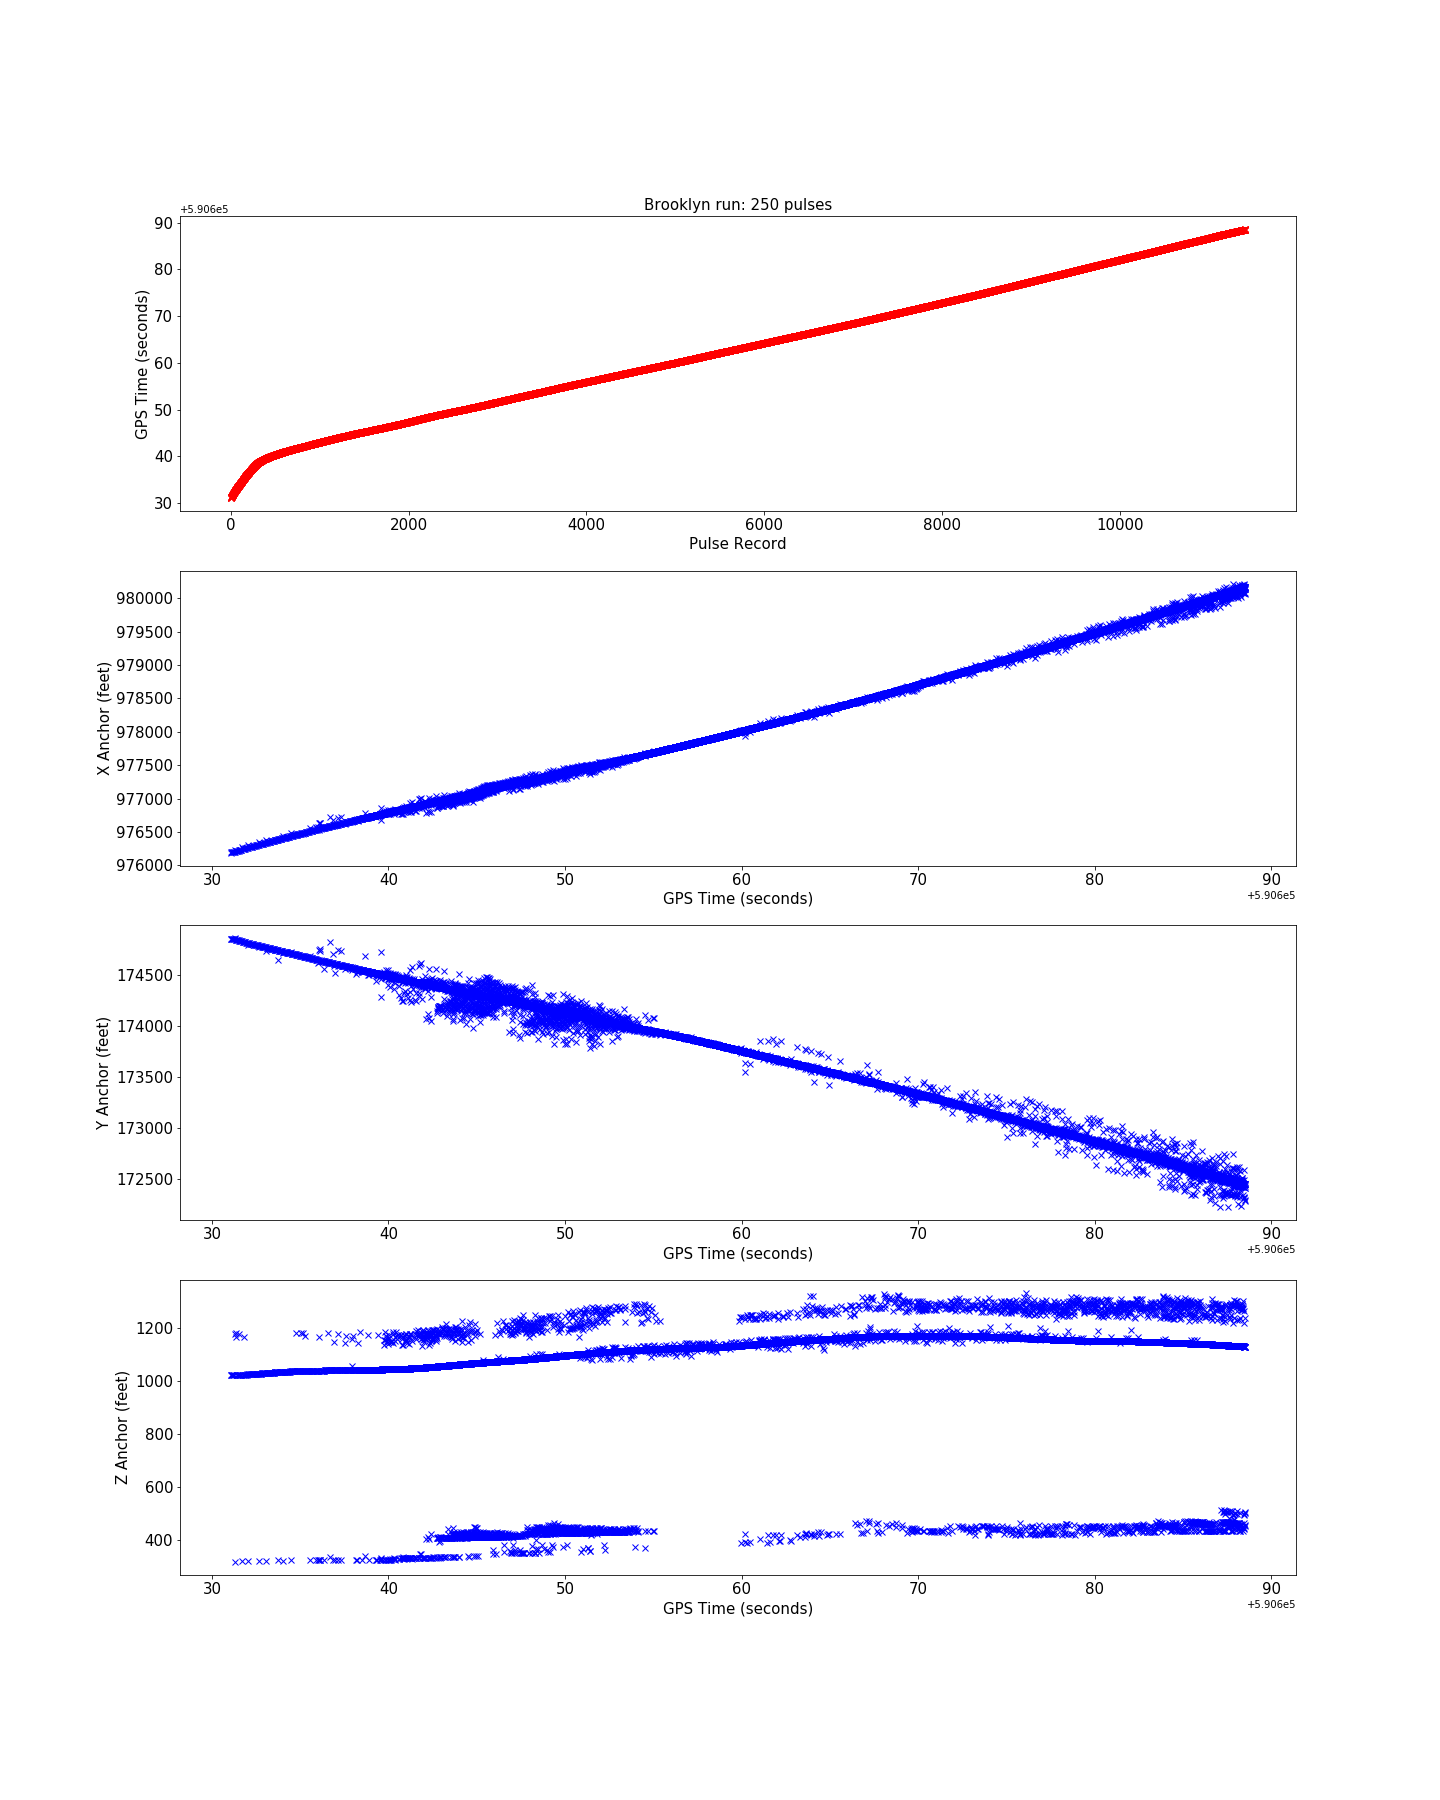 Brooklyn run: 250 pulses
+5.906e5
90
80
70
60
50
40
30
GPS Time (seconds)
0 2000 4000 6000 8000 10000
Pulse Record
980000
979500
979000
978500
978000
977500
977000
976500
976000
X Anchor (feet)
30 40 50 60 70 80 90
GPS Time (seconds)
+5.906e5
174500
174000
173500
173000
172500
Y Anchor (feet)
30 40 50 60 70 80 90
GPS Time (seconds)
+5.906e5
1200
1000
800
600
400
Z Anchor (feet)
30 40 50 60 70 80 90
GPS Time (seconds)
+5.906e5